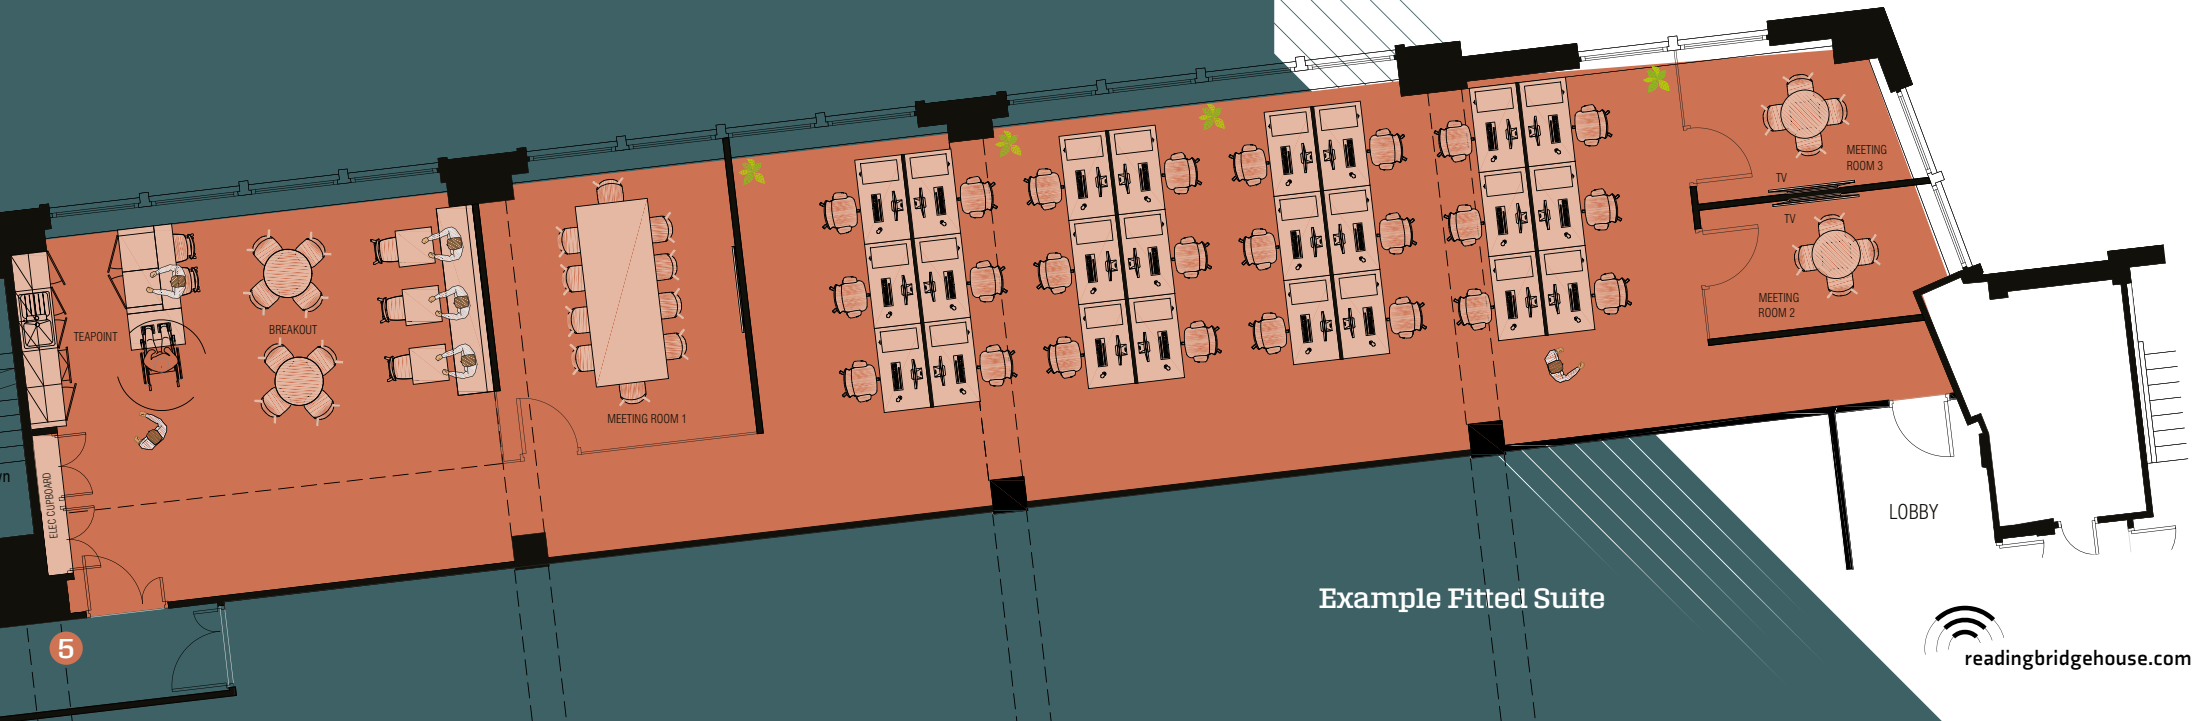 MEETING
ROOM 3
TV
TV
MEETING
ROOM 2
TEAPOINT
BREAKOUT
MEETING ROOM 1
ELEC CUPBOARD
LOBBY
Example Fitted Suite
5
readingbridgehouse.com